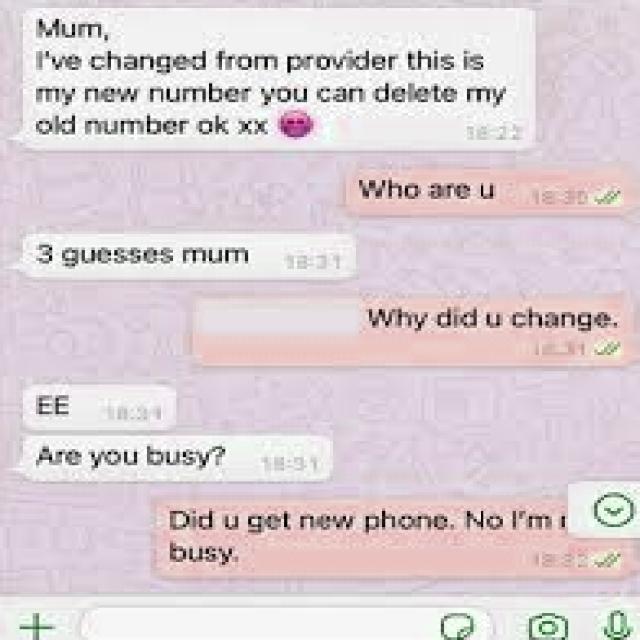 Mum,
I've changed from provider this is
my new number you can delete my
old number ok xx
18:22
Who are u
18:30
3 guesses mum
18:31
Why did u change.
18:31
EE
18:31
Are you busy?
18:31
Did u get new phone. No I'm
busy.
18:32